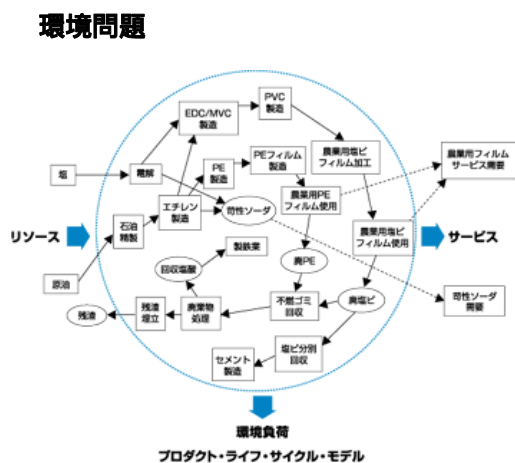 環境問題
PVC
製造
EDC/MVC
製造
PEフィルム
製造
農業用塩ビ
フィルム加工
農業用フィルム
サービス需要
塩
電解
PE
製造
農業用PE
フィルム使用
エチレン
製造
苛性ソーダ
石油
精製
農業用塩ビ
フィルム使用
リソース
サービス
製鉄業
廃PE
回収塩酸
原油
廃塩ビ
苛性ソーダ
需要
残渣
残渣
埋立
廃棄物
処理
不燃ゴミ
回収
セメント
製造
塩ビ分別
回収
環境負荷
プロダクト・ライフ・サイクル・モデル